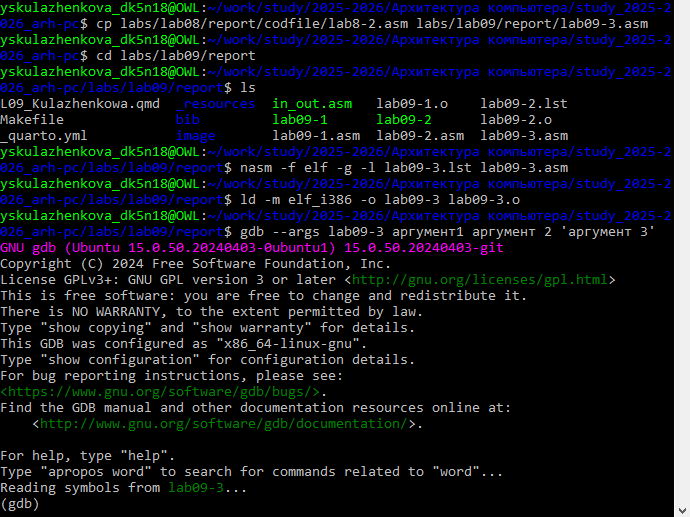 yskulazhenkova_dk5n18@OWL:~/work/study/2025-2026/Архитектура компьютера/study_2025-2
026_arh-pc$ cp labs/lab08/report/codfile/lab8-2.asm labs/lab09/report/lab09-3.asm
yskulazhenkova_dk5n18@OWL:~/work/study/2025-2026/Архитектура компьютера/study_2025-2
026_arh-pc$ cd labs/lab09/report
yskulazhenkova_dk5n18@OWL:~/work/study/2025-2026/Архитектура компьютера/study_2025-2
026_arh-pc/labs/lab09/report$ ls
L09_Kulazhenkowa.qmd _resources in_out.asm lab09-1.o lab09-2.lst
Makefile bib lab09-1 lab09-2 lab09-2.o
_quarto.yml image lab09-1.asm lab09-2.asm lab09-3.asm
yskulazhenkova_dk5n18@OWL:~/work/study/2025-2026/Архитектура компьютера/study_2025-2
026_arh-pc/labs/lab09/report$ nasm -f elf -g -l lab09-3.lst lab09-3.asm
yskulazhenkova_dk5n18@OWL:~/work/study/2025-2026/Архитектура компьютера/study_2025-2
026_arh-pc/labs/lab09/report$ ld -m elf_i386 -o lab09-3 lab09-3.o
yskulazhenkova_dk5n18@OWL:~/work/study/2025-2026/Архитектура компьютера/study_2025-2
026_arh-pc/labs/lab09/report$ gdb --args lab09-3 аргумент1 аргумент 2 'аргумент 3'
GNU gdb (Ubuntu 15.0.50.20240403-0ubuntu1) 15.0.50.20240403-git
Copyright (C) 2024 Free Software Foundation, Inc.
License GPLv3+: GNU GPL version 3 or later <http://gnu.org/licenses/gpl.html>
This is free software: you are free to change and redistribute it.
There is NO WARRANTY, to the extent permitted by law.
Type "show copying" and "show warranty" for details.
This GDB was configured as "x86_64-linux-gnu".
Type "show configuration" for configuration details.
For bug reporting instructions, please see:
<https://www.gnu.org/software/gdb/bugs/>.
Find the GDB manual and other documentation resources online at:
<http://www.gnu.org/software/gdb/documentation/>.
For help, type "help".
Type "apropos word" to search for commands related to "word"...
Reading symbols from lab09-3...
(gdb)